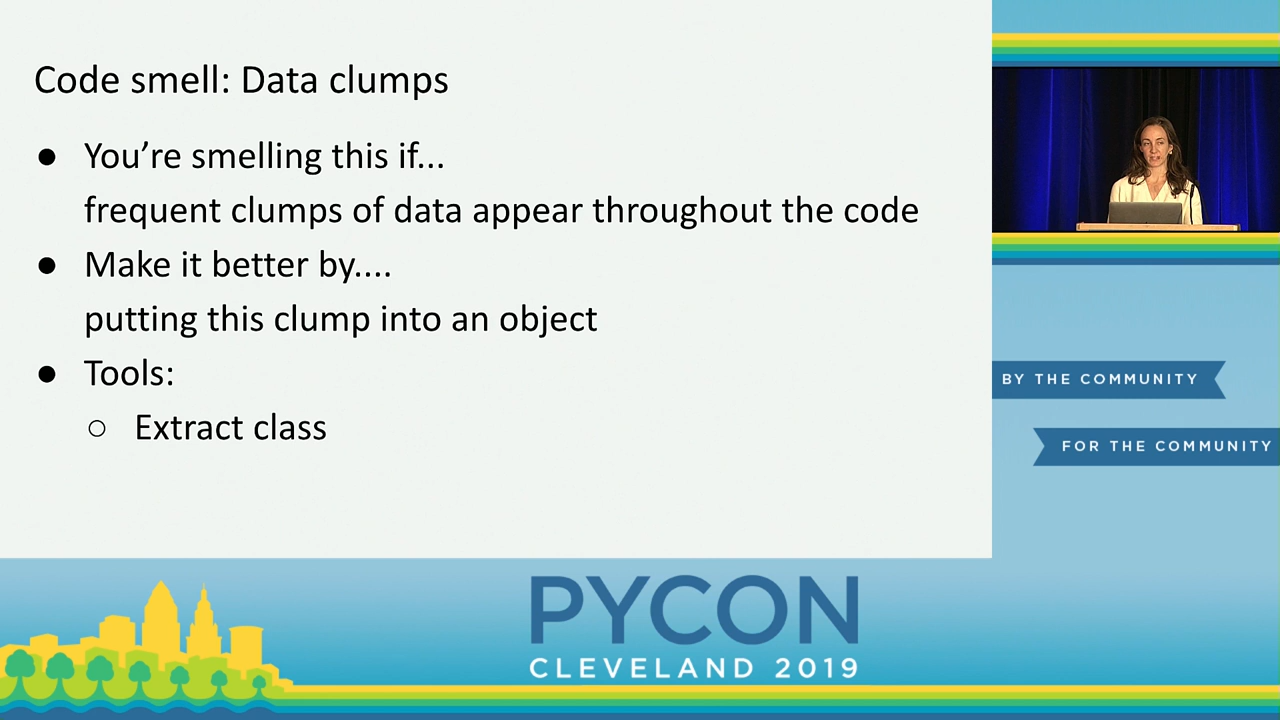 Code smell: Data clumps
● You’re smelling this if...
frequent clumps of data appear throughout the code
● Make it better by....
putting this clump into an object
● Tools:
○ Extract class
BY THE COMMUNITY
FOR THE COMMUNITY
PYCON
CLEVELAND 2019